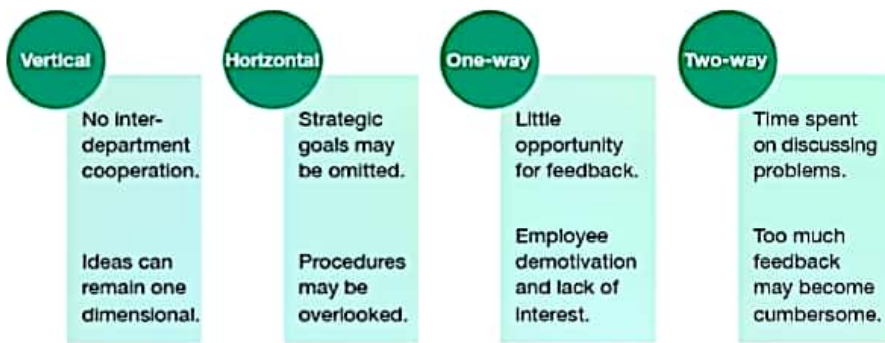 Vertical
No inter-
department
cooperation.
Ideas can
remain one
dimensional.
Horizontal
Strategic
goals may
be omitted.
Procedures
may be
overlooked.
One-way
Little
opportunity
for feedback.
Employee
demotivation
and lack of
interest.
Two-way
Time spent
on discussing
problems.
Too much
feedback
may become
cumbersome.